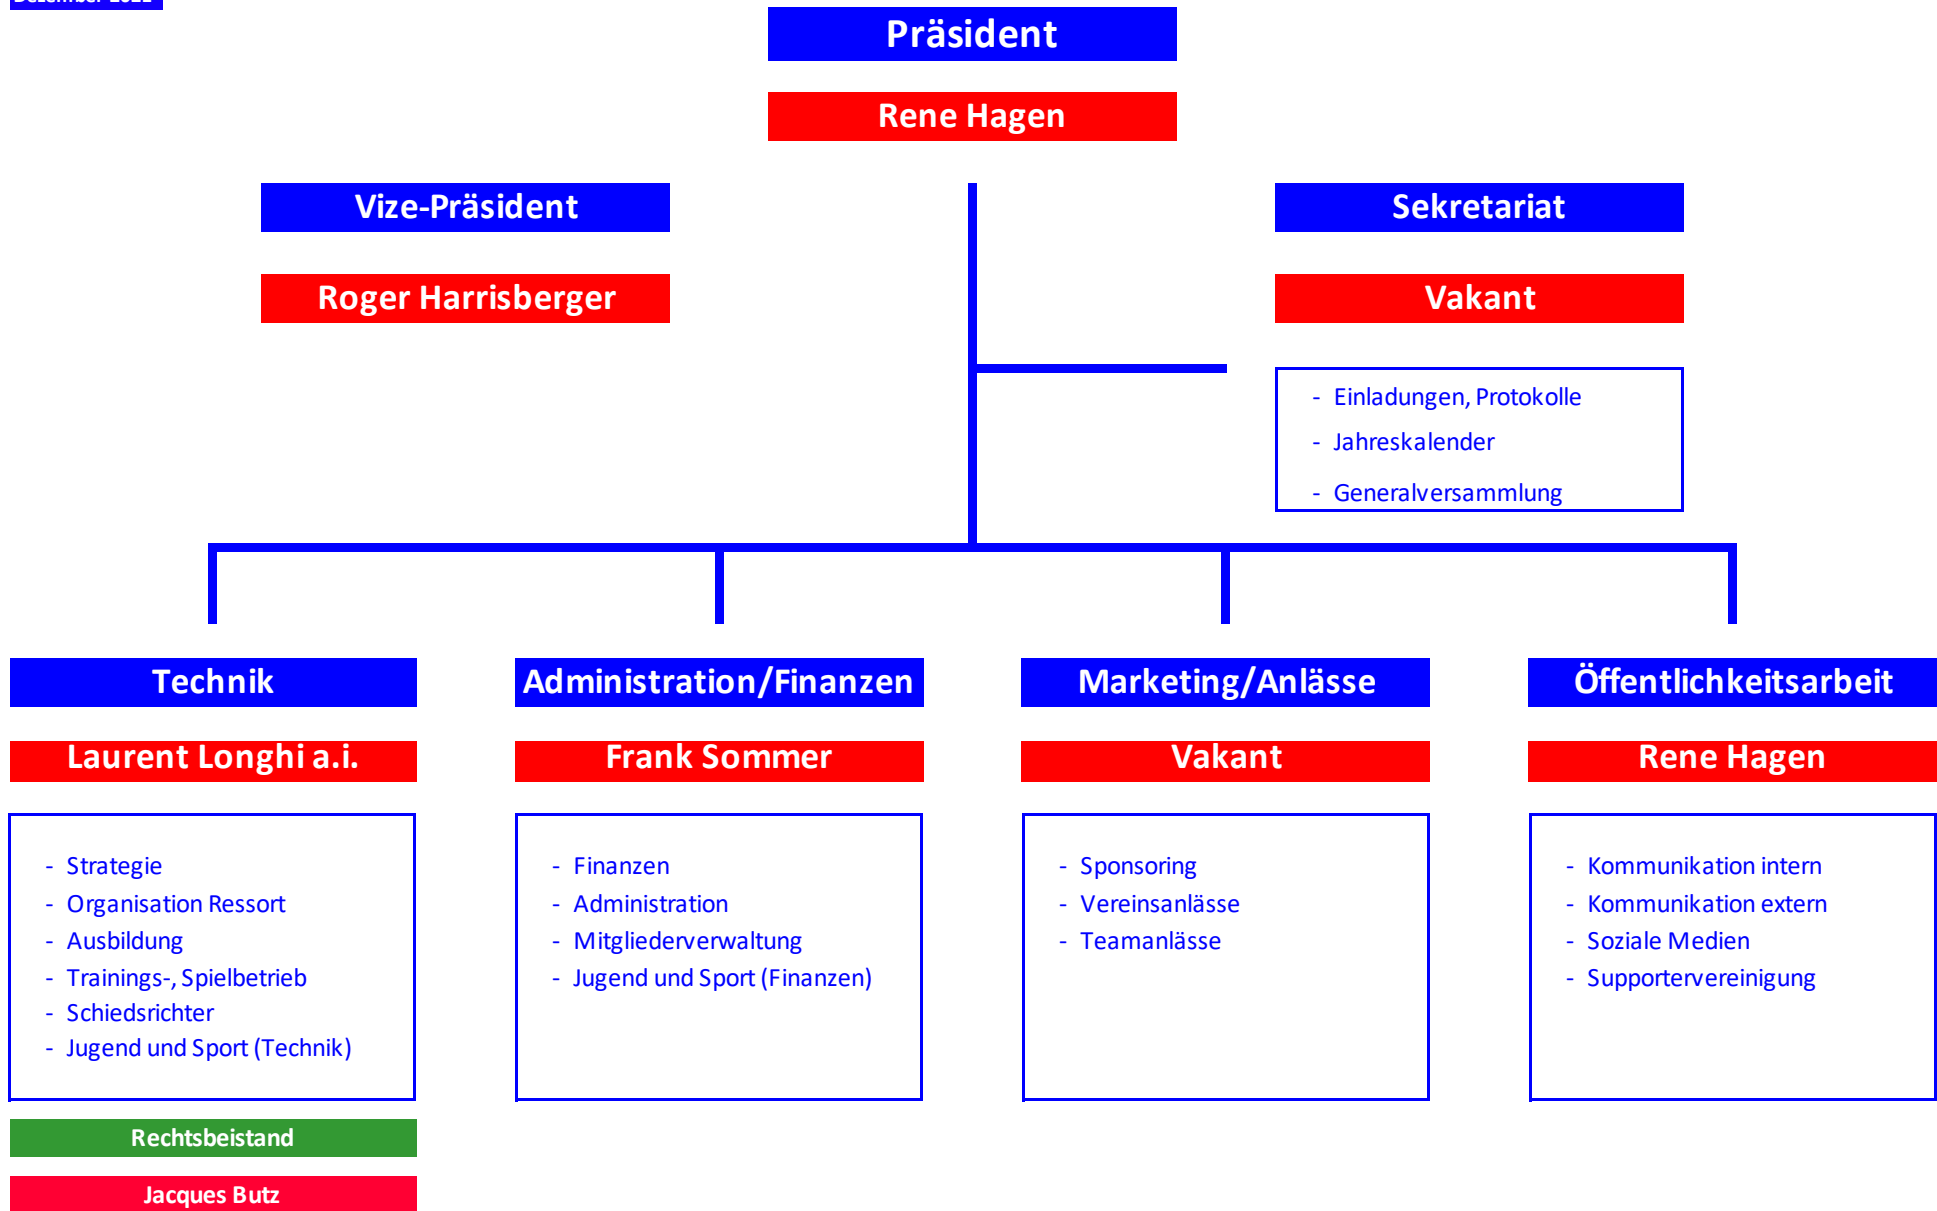 Dezember 2021
Präsident
Rene Hagen
Vize-Präsident
Sekretariat
Roger Harrisberger
Vakant
- Einladungen, Protokolle
- Jahreskalender
- Generalversammlung
Technik
Administration/Finanzen
Marketing/Anlässe
Öffentlichkeitsarbeit
Laurent Longhi a.i.
Frank Sommer
Vakant
Rene Hagen
- Strategie
- Organisation Ressort
- Ausbildung
- Trainings-, Spielbetrieb
- Schiedsrichter
- Jugend und Sport (Technik)
- Finanzen
- Administration
- Mitgliederverwaltung
- Jugend und Sport (Finanzen)
- Sponsoring
- Vereinsanlässe
- Teamanlässe
- Kommunikation intern
- Kommunikation extern
- Soziale Medien
- Supportervereinigung
Rechtsbeistand
Jacques Butz